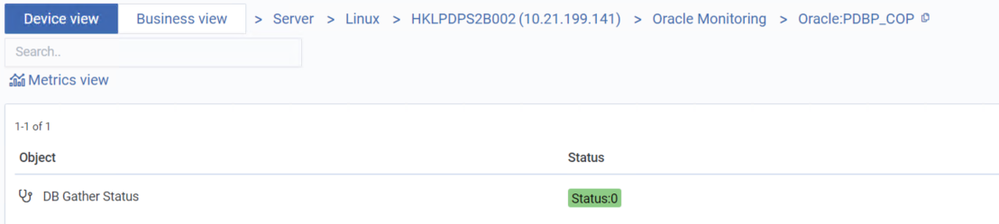 Device view Business view > Server > Linux > HKLPDPS2B002 (10.21.199.141) > Oracle Monitoring > Oracle:PDBP_COP
Search..
Metrics view
1-1 of 1
Object Status
DB Gather Status Status:0